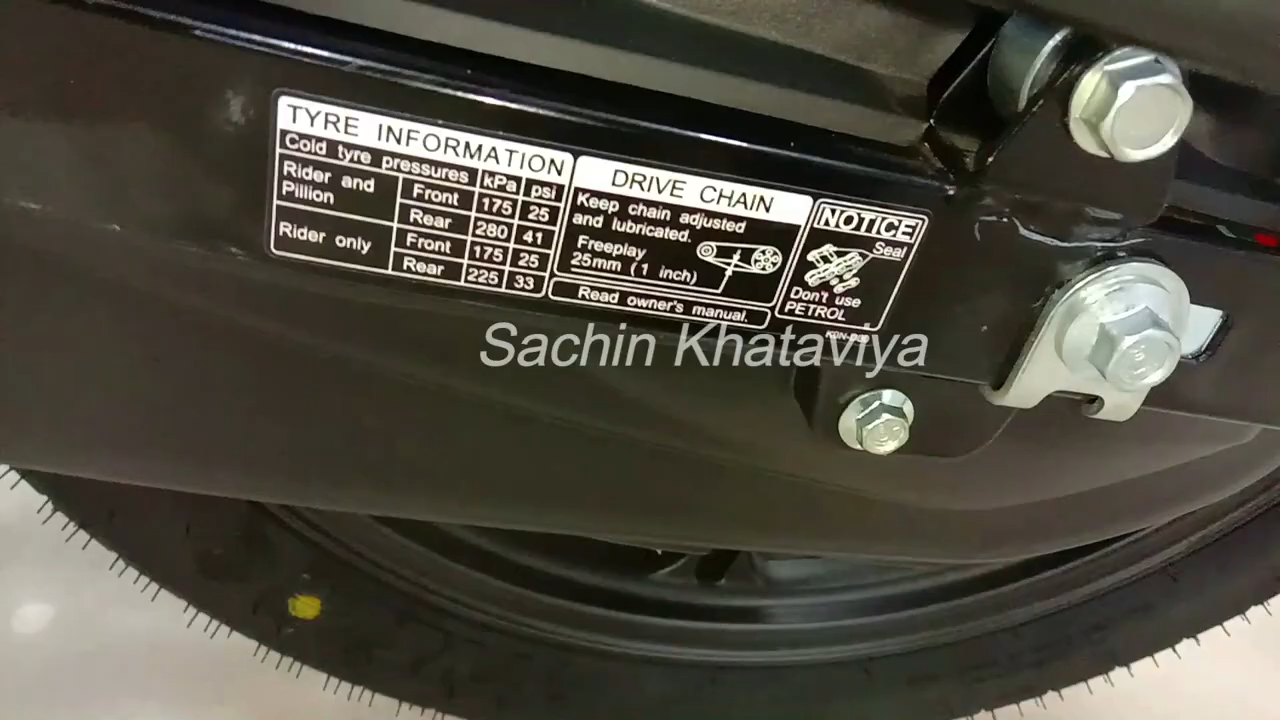 TYRE INFORMATION
Cold tyre pressures kPa psi
Rider and Pillion Front 175 25
Rear 280 41
Rider only Front 175 25
Rear 225 33
DRIVE CHAIN
Keep chain adjusted
and lubricated.
Freeplay
25mm (1 inch)
Read owner's manual.
NOTICE
Seal
Don't use
PETROL
Sachin Khataviya